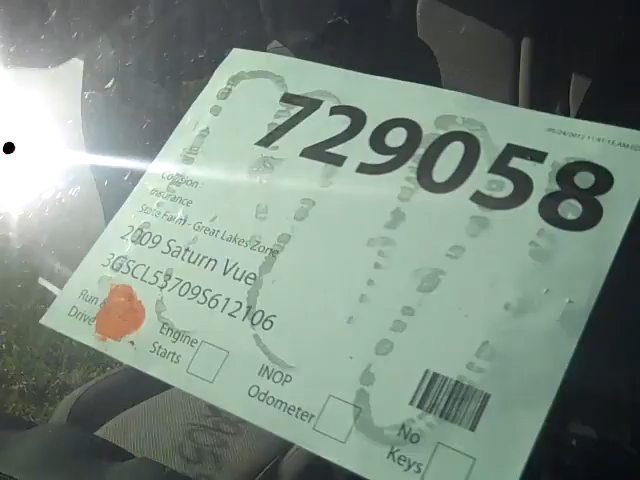 729058
Collision
Insurance
State Farm - Great Lakes Zone
2009 Saturn Vue
3GSCL53709S612106
Run &
Drive
Engine
Starts
INOP
Odometer
No
Keys